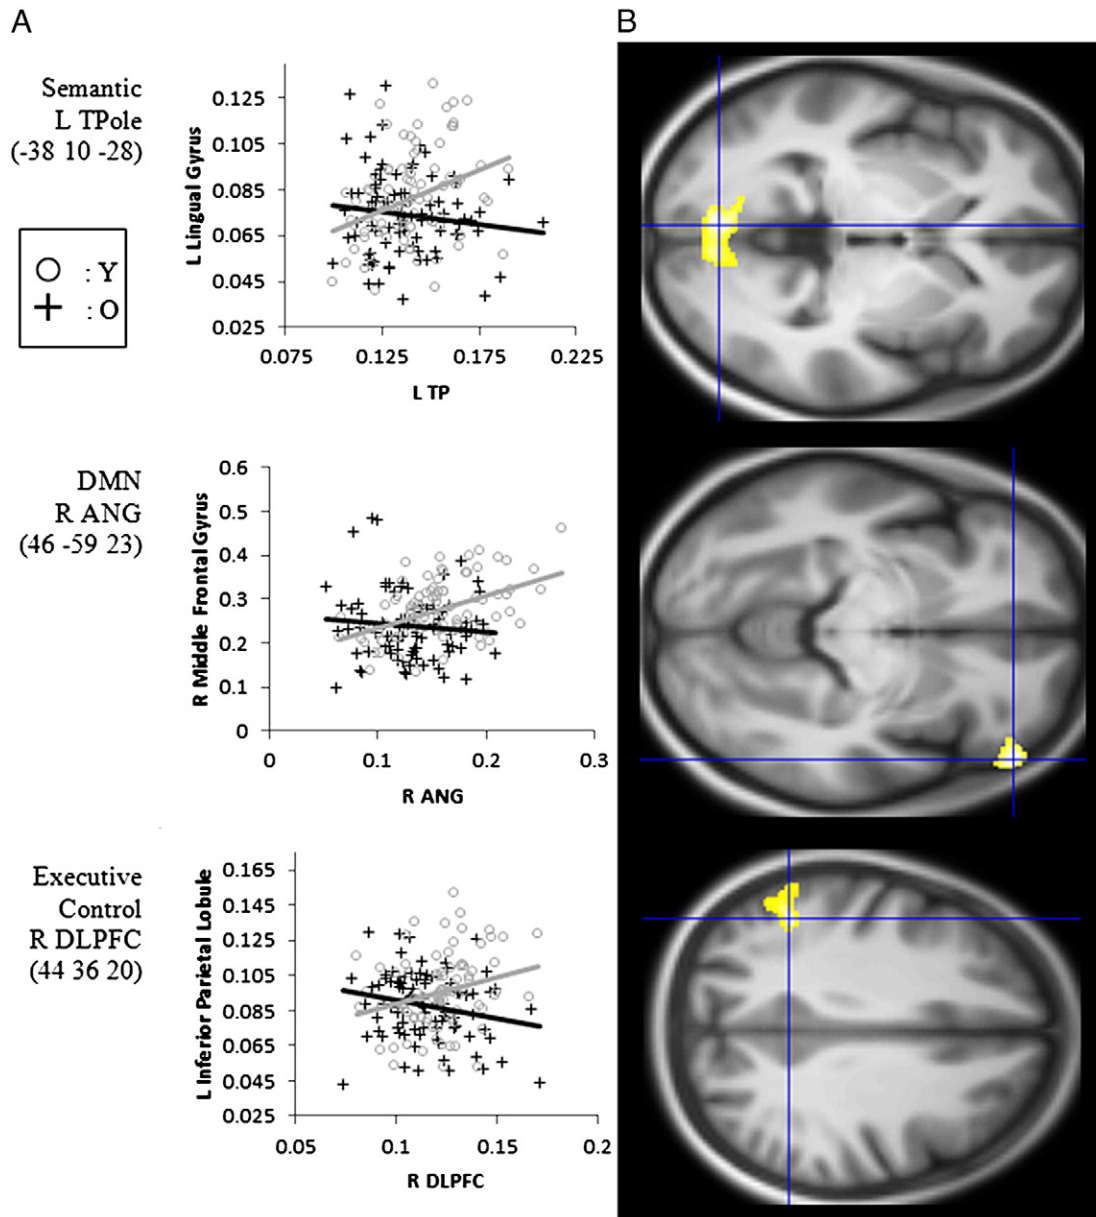 A
B
Semantic
L TPole
(-38 10 -28)
: Y
: O
L Lingual Gyrus
0.125
0.105
0.085
0.065
0.045
0.025
0.075 0.125 0.175 0.225
L TP
DMN
R ANG
(46 -59 23)
R Middle Frontal Gyrus
0.6
0.5
0.4
0.3
0.2
0.1
0
0 0.1 0.2 0.3
R ANG
Executive
Control
R DLPFC
(44 36 20)
L Inferior Parietal Lobule
0.165
0.145
0.125
0.105
0.085
0.065
0.045
0.025
0.05 0.1 0.15 0.2
R DLPFC